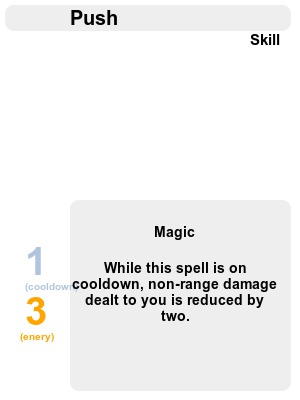 Push
Skill
Magic
While this spell is on
cooldown, non-range damage
dealt to you is reduced by
two.
1
(cooldown)
3
(enery)